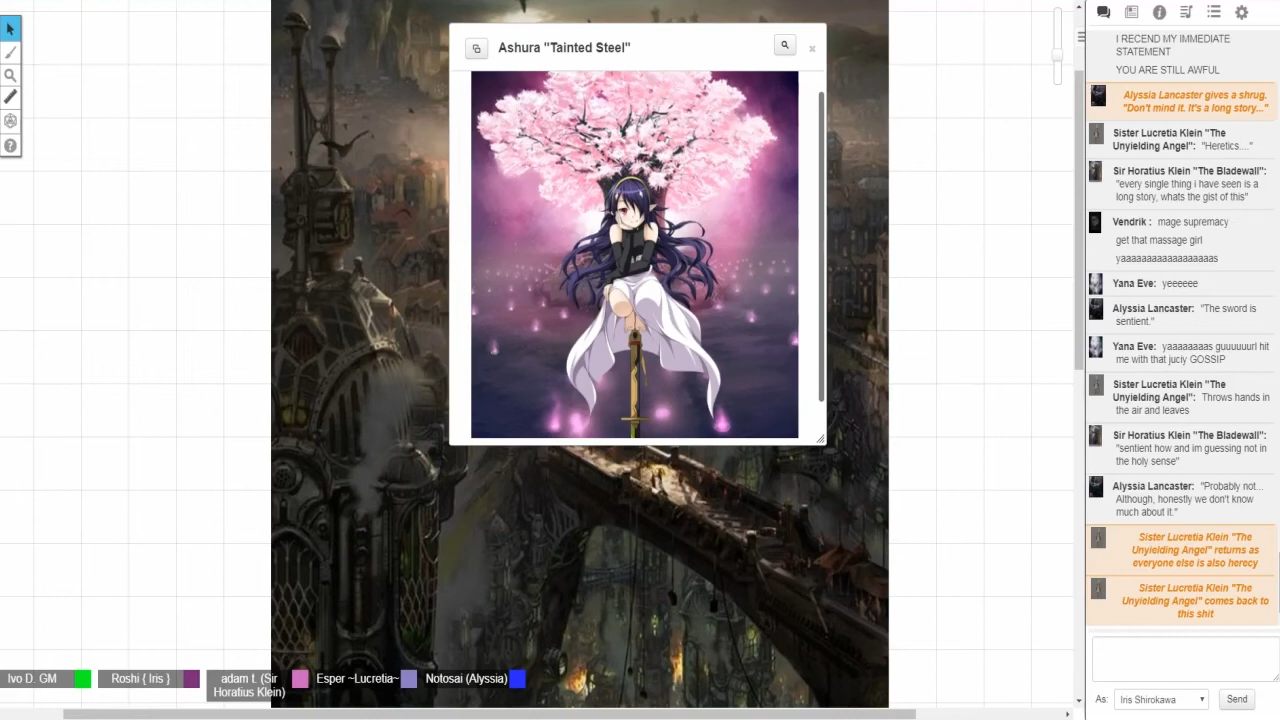 Ashura "Tainted Steel"
I RECEND MY IMMEDIATE
STATEMENT
YOU ARE STILL AWFUL
Alyssia Lancaster gives a shrug.
"Don't mind it. It's a long story..."
Sister Lucretia Klein "The
Unyielding Angel": "Heretics...."
Sir Horatius Klein "The Bladewall":
"every single thing i have seen is a
long story, whats the gist of this"
Vendrik : mage supremacy
get that massage girl
yaaaaaaaaaaaaaaaaaas
Yana Eve: yeeeeee
Alyssia Lancaster: "The sword is
sentient."
Yana Eve: yaaaaaaaas guuuuuurl hit
me with that juciy GOSSIP
Sister Lucretia Klein "The
Unyielding Angel": Throws hands in
the air and leaves
Sir Horatius Klein "The Bladewall":
"sentient how and im guessing not in
the holy sense"
Alyssia Lancaster: "Probably not...
Although, honestly we don't know
much about it."
Sister Lucretia Klein "The
Unyielding Angel" returns as
everyone else is also herecy
Sister Lucretia Klein "The
Unyielding Angel" comes back to
this shit
As: Iris Shirokawa Send
Ivo D. GM
Roshi { Iris }
adam t. (Sir
Horatius Klein)
Esper ~Lucretia~
Notosai (Alyssia)